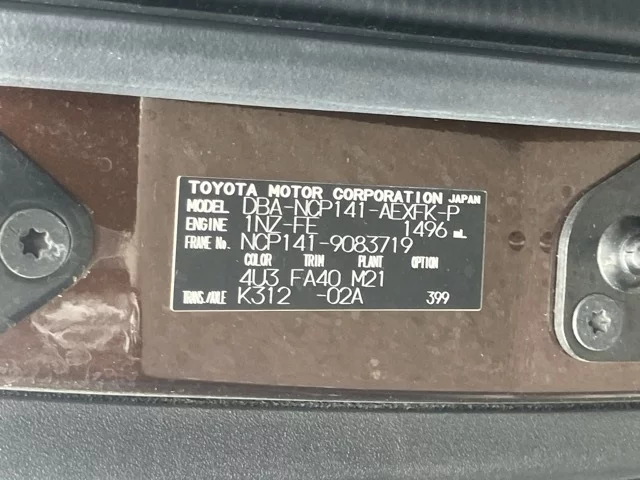 TOYOTA MOTOR CORPORATION JAPAN
MODEL DBA-NCP141-AEXFK-P
ENGINE 1NZ-FE 1496 mL
FRAME No. NCP141-9083719
COLOR TRIM PLANT OPTION
4U3 FA40 M21
TRANS./AXLE K312 -02A 399